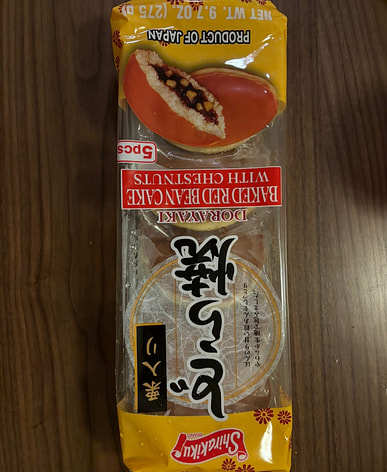 Shirakiku
どら焼
栗入り
DORAYAKI
BAKED RED BEAN CAKE
WITH CHESTNUTS
5pcs
PRODUCT OF JAPAN
NET WT. 9.7 OZ. (275 g)